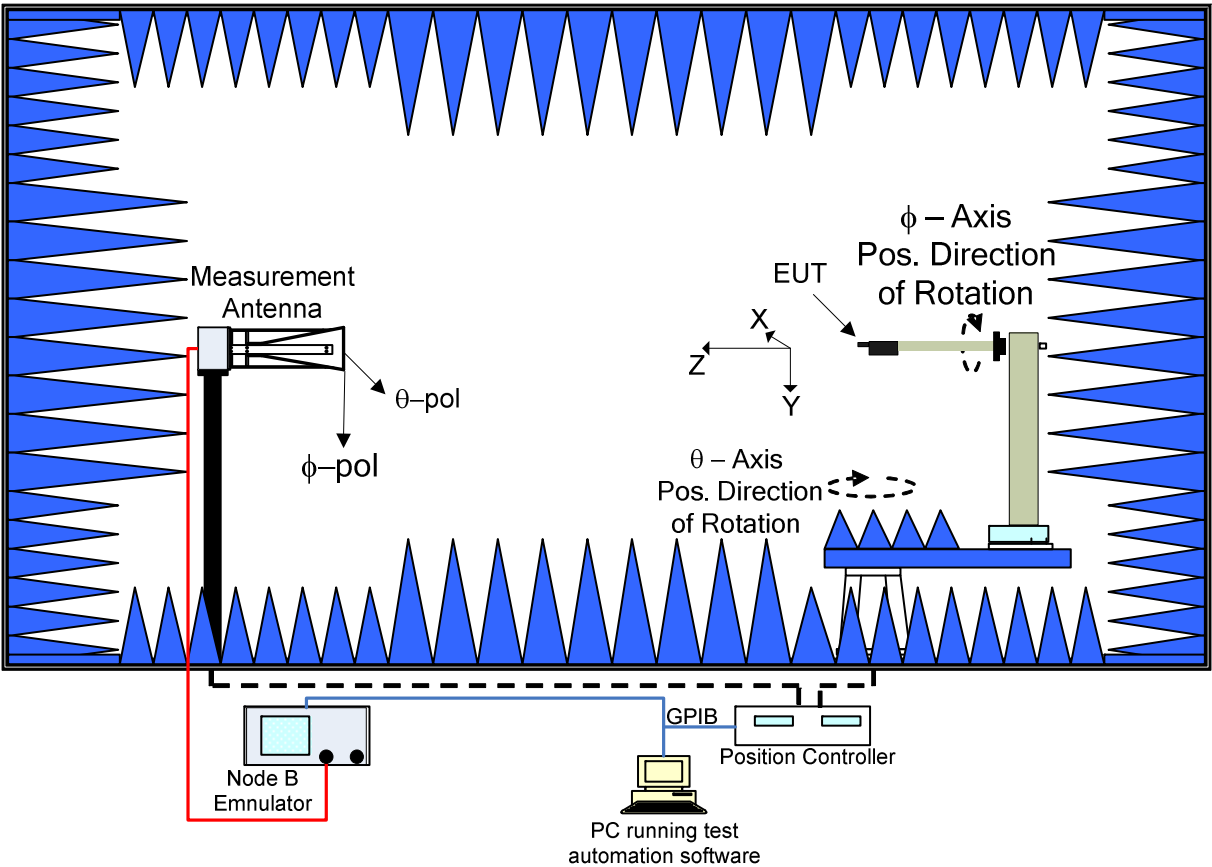 ϕ – Axis
Pos. Direction
of Rotation
EUT
Measurement
Antenna
X
Z
Y
θ–pol
ϕ–pol
θ – Axis
Pos. Direction
of Rotation
GPIB
Position Controller
Node B
Emnulator
PC running test
automation software